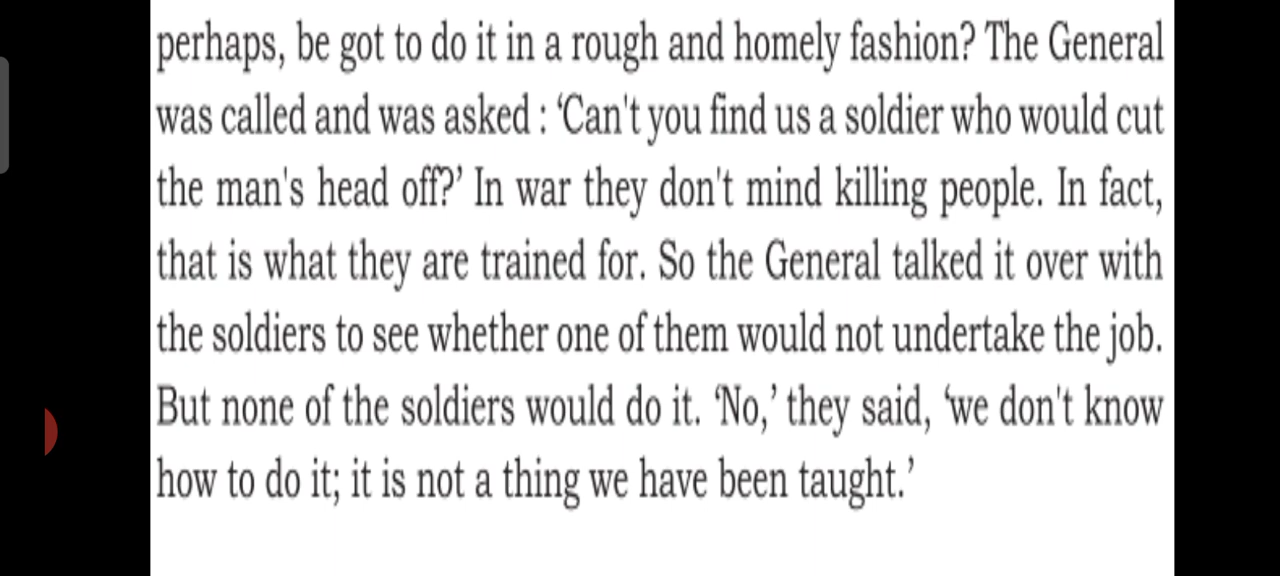 perhaps, be got to do it in a rough and homely fashion? The General
was called and was asked : ‘Can't you find us a soldier who would cut
the man's head off?’ In war they don't mind killing people. In fact,
that is what they are trained for. So the General talked it over with
the soldiers to see whether one of them would not undertake the job.
But none of the soldiers would do it. ‘No,’ they said, ‘we don't know
how to do it; it is not a thing we have been taught.’